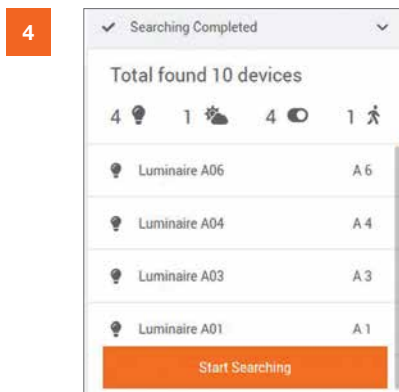 4
Searching Completed
Total found 10 devices
4 1 4 1
Luminaire A06 A 6
Luminaire A04 A 4
Luminaire A03 A 3
Luminaire A01 A 1
Start Searching